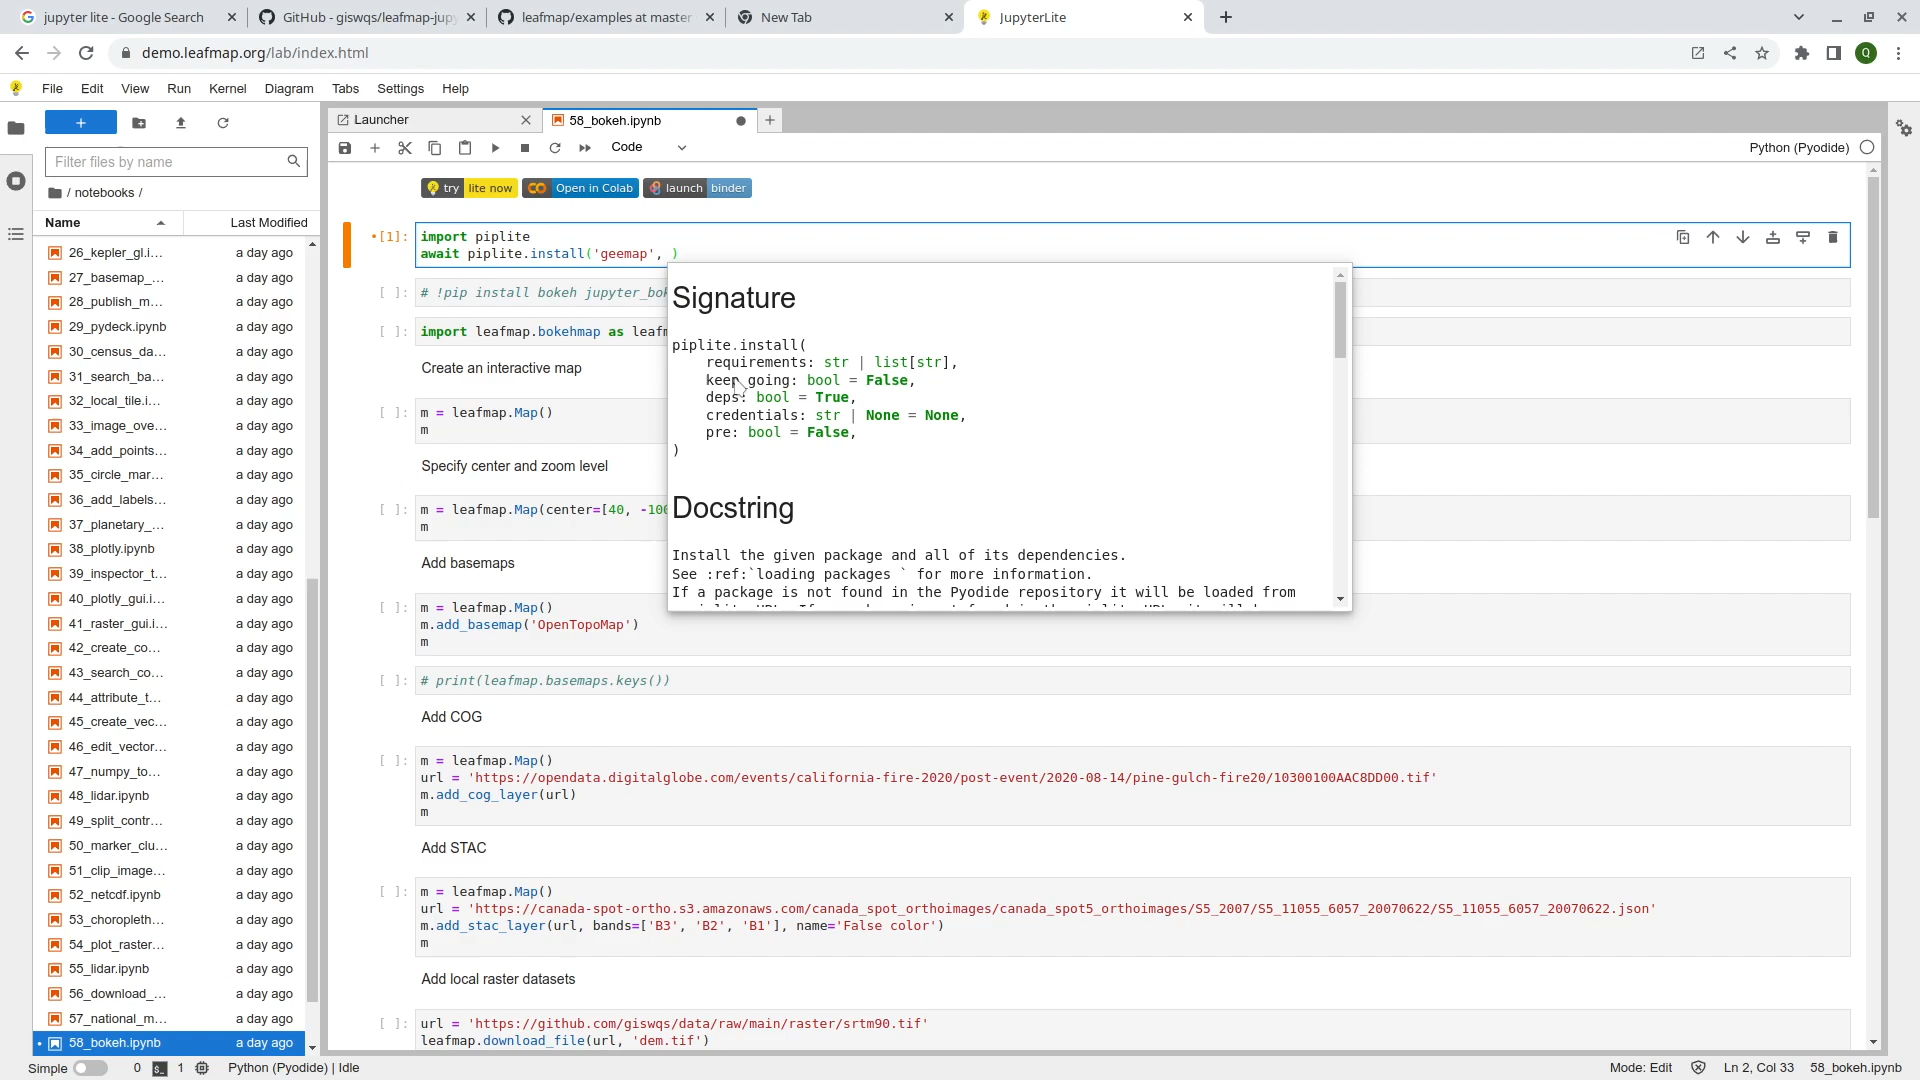 jupyter lite - Google Search
GitHub - giswqs/leafmap-jupy
leafmap/examples at master
New Tab
JupyterLite
demo.leafmap.org/lab/index.html
Q
File Edit View Run Kernel Diagram Tabs Settings Help
Launcher
58_bokeh.ipynb
Filter files by name
/ notebooks /
Name Last Modified
26_kepler_gl.i... a day ago
27_basemap_... a day ago
28_publish_m... a day ago
29_pydeck.ipynb a day ago
30_census_da... a day ago
31_search_ba... a day ago
32_local_tile.i... a day ago
33_image_ove... a day ago
34_add_points... a day ago
35_circle_mar... a day ago
36_add_labels... a day ago
37_planetary_... a day ago
38_plotly.ipynb a day ago
39_inspector_t... a day ago
40_plotly_gui.i... a day ago
41_raster_gui.i... a day ago
42_create_co... a day ago
43_search_co... a day ago
44_attribute_t... a day ago
45_create_vec... a day ago
46_edit_vector... a day ago
47_numpy_to... a day ago
48_lidar.ipynb a day ago
49_split_contr... a day ago
50_marker_clu... a day ago
51_clip_image... a day ago
52_netcdf.ipynb a day ago
53_choropleth... a day ago
54_plot_raster... a day ago
55_lidar.ipynb a day ago
56_download_... a day ago
57_national_m... a day ago
58_bokeh.ipynb a day ago
Code
Python (Pyodide)
try lite now Open in Colab launch binder
[1]: import piplite
await piplite.install('geemap', )
[ ]: # !pip install bokeh jupyter_bok
[ ]: import leafmap.bokehmap as leafm
Create an interactive map
[ ]: m = leafmap.Map()
m
Specify center and zoom level
[ ]: m = leafmap.Map(center=[40, -100
m
Add basemaps
[ ]: m = leafmap.Map()
m.add_basemap('OpenTopoMap')
m
[ ]: # print(leafmap.basemaps.keys())
Add COG
[ ]: m = leafmap.Map()
url = 'https://opendata.digitalglobe.com/events/california-fire-2020/post-event/2020-08-14/pine-gulch-fire20/10300100AAC8DD00.tif'
m.add_cog_layer(url)
m
Add STAC
[ ]: m = leafmap.Map()
url = 'https://canada-spot-ortho.s3.amazonaws.com/canada_spot_orthoimages/canada_spot5_orthoimages/S5_2007/S5_11055_6057_20070622/S5_11055_6057_20070622.json'
m.add_stac_layer(url, bands=['B3', 'B2', 'B1'], name='False color')
m
Add local raster datasets
[ ]: url = 'https://github.com/giswqs/data/raw/main/raster/srtm90.tif'
leafmap.download_file(url, 'dem.tif')
Signature
piplite.install(
requirements: str | list[str],
keep_going: bool = False,
deps: bool = True,
credentials: str | None = None,
pre: bool = False,
)
Docstring
Install the given package and all of its dependencies.
See :ref:`loading packages ` for more information.
If a package is not found in the Pyodide repository it will be loaded from
Simple 0 $_ 1 Python (Pyodide) | Idle
Mode: Edit Ln 2, Col 33 58_bokeh.ipynb